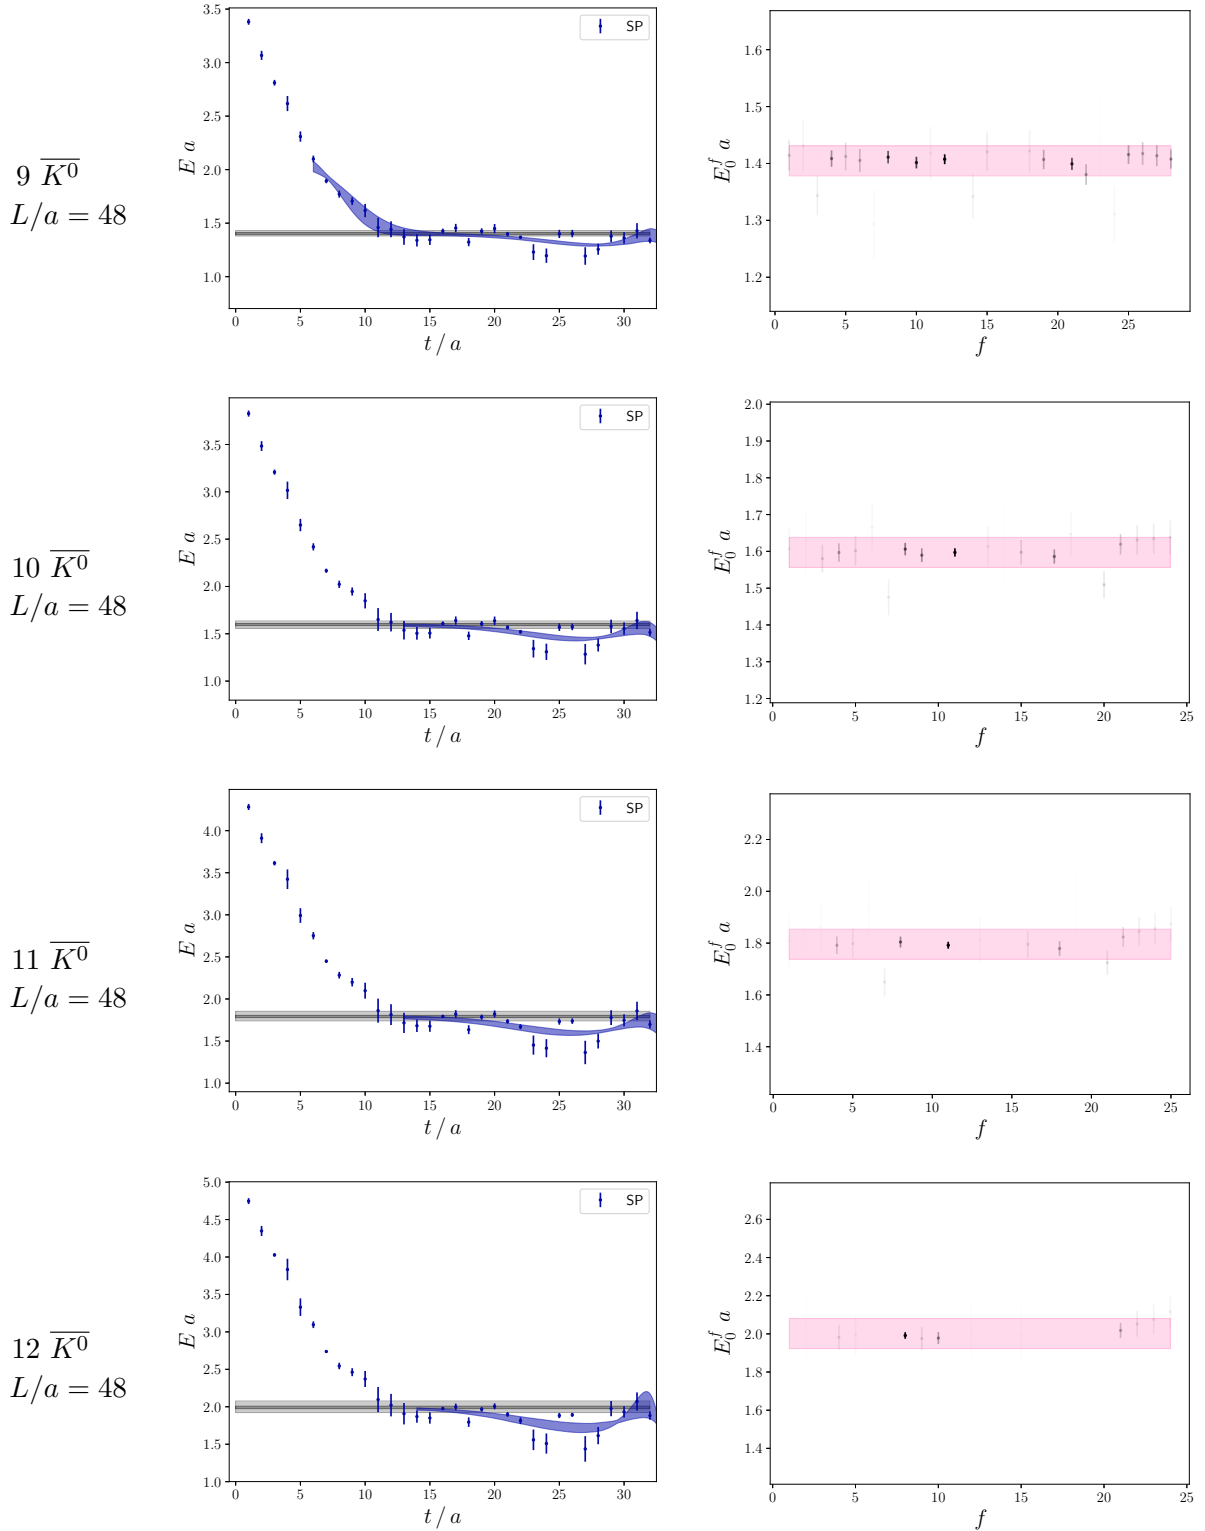 9 $\overline{K^0}$
L/a = 48
3.5
3.0
2.5
2.0
1.5
1.0
E a
0 5 10 15 20 25 30
t / a
SP
1.6
1.5
1.4
1.3
1.2
$E_0^f$ a
0 5 10 15 20 25
f
10 $\overline{K^0}$
L/a = 48
3.5
3.0
2.5
2.0
1.5
1.0
E a
0 5 10 15 20 25 30
t / a
SP
2.0
1.9
1.8
1.7
1.6
1.5
1.4
1.3
1.2
$E_0^f$ a
0 5 10 15 20 25
f
11 $\overline{K^0}$
L/a = 48
4.0
3.5
3.0
2.5
2.0
1.5
1.0
E a
0 5 10 15 20 25 30
t / a
SP
2.2
2.0
1.8
1.6
1.4
$E_0^f$ a
0 5 10 15 20 25
f
12 $\overline{K^0}$
L/a = 48
5.0
4.5
4.0
3.5
3.0
2.5
2.0
1.5
1.0
E a
0 5 10 15 20 25 30
t / a
SP
2.6
2.4
2.2
2.0
1.8
1.6
1.4
$E_0^f$ a
0 5 10 15 20 25
f